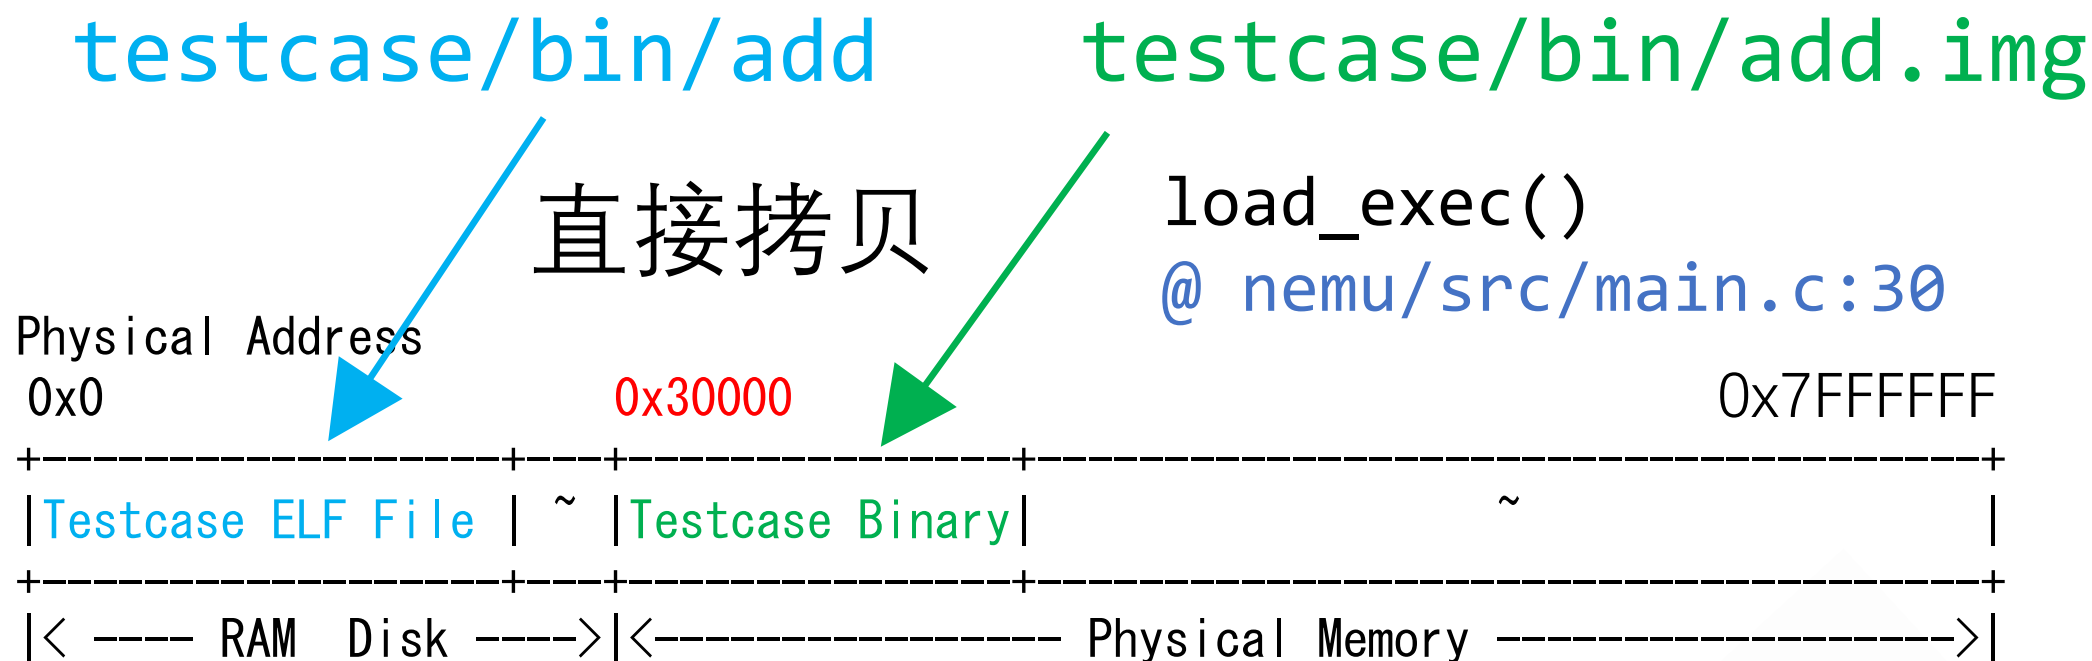 testcase/bin/add testcase/bin/add.img
直接拷贝
load_exec()
@ nemu/src/main.c:30
Physical Address
0x0 0x30000 0x7FFFFFF
+------------------+---+---------------+-------------------------------------+
|Testcase ELF File | ~ |Testcase Binary| ~ |
+------------------+---+---------------+-------------------------------------+
|< ---- RAM Disk ---->|<---------------- Physical Memory ------------------>|